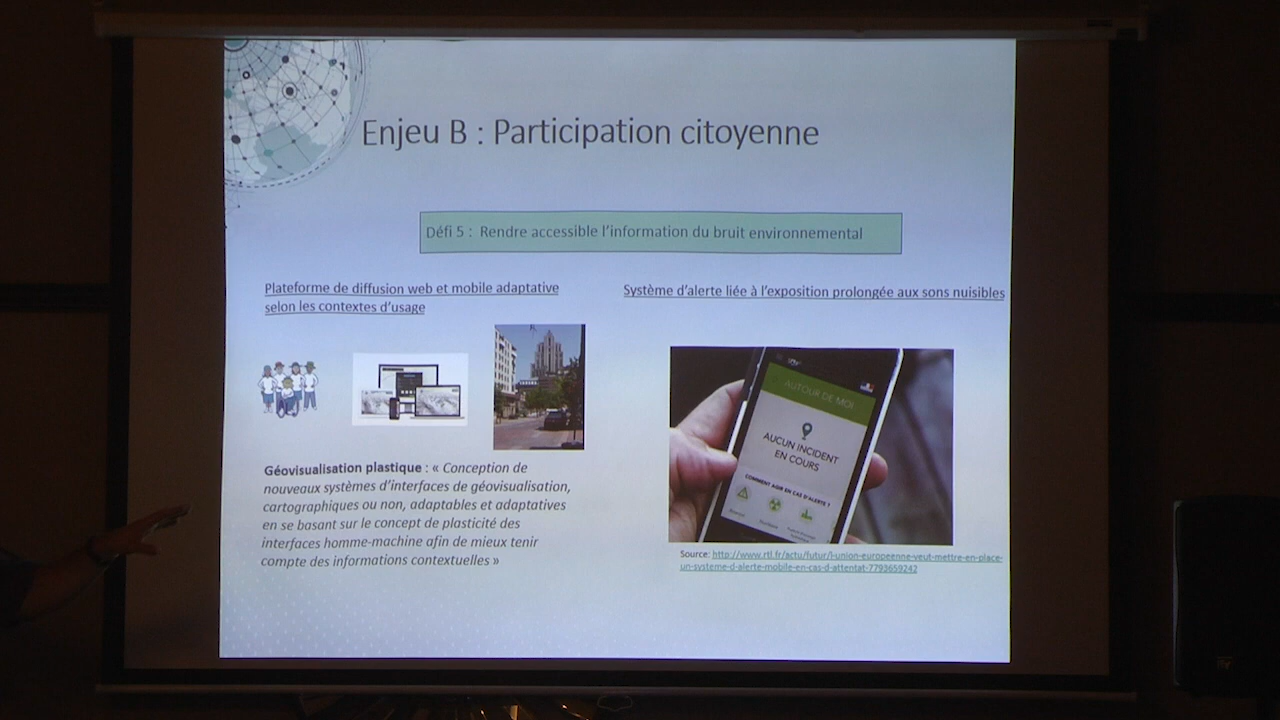 Enjeu B : Participation citoyenne
Défi 5 : Rendre accessible l'information du bruit environnemental
Plateforme de diffusion web et mobile adaptative
selon les contextes d'usage
Géovisualisation plastique : « Conception de
nouveaux systèmes d'interfaces de géovisualisation,
cartographiques ou non, adaptables et adaptatives
en se basant sur le concept de plasticité des
interfaces homme-machine afin de mieux tenir
compte des informations contextuelles »
Système d'alerte liée à l'exposition prolongée aux sons nuisibles
AUTOUR DE MOI
AUCUN INCIDENT
EN COURS
COMMENT AGIR EN CAS D'ALERTE ?
Source: http://www.rtl.fr/actu/futur/l-union-europeenne-veut-mettre-en-place-
un-systeme-d-alerte-mobile-en-cas-d-attentat-7793659242